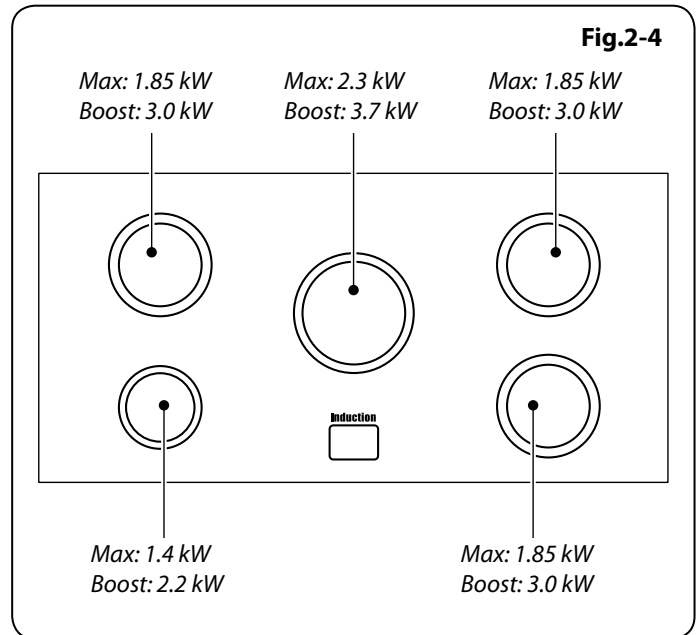 Fig.2-4
Max: 1.85 kW
Boost: 3.0 kW
Max: 2.3 kW
Boost: 3.7 kW
Max: 1.85 kW
Boost: 3.0 kW
Induction
Max: 1.4 kW
Boost: 2.2 kW
Max: 1.85 kW
Boost: 3.0 kW